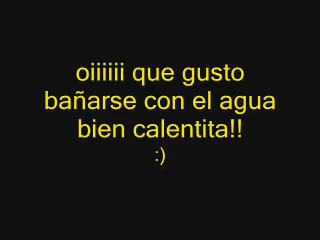 oiiiiii que gusto
bañarse con el agua
bien calentita!!
:)